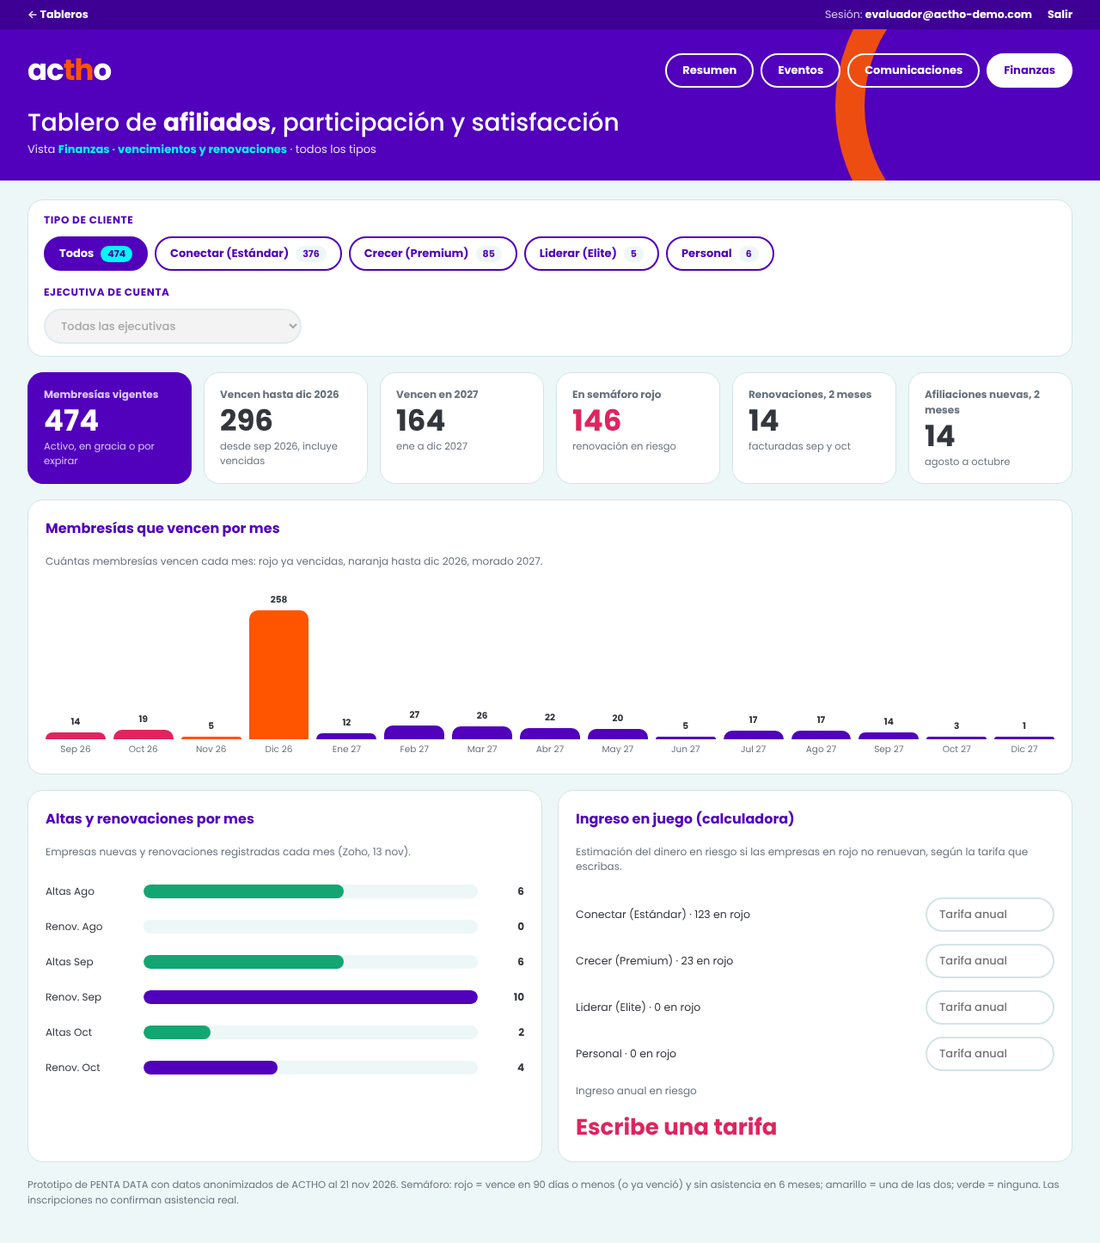 ← Tableros
Sesión: evaluador@actho-demo.com Salir
actho
Resumen
Eventos
Comunicaciones
Finanzas
Tablero de afiliados, participación y satisfacción
Vista Finanzas · vencimientos y renovaciones · todos los tipos
TIPO DE CLIENTE
Todos 474
Conectar (Estándar) 376
Crecer (Premium) 85
Liderar (Elite) 5
Personal 6
EJECUTIVA DE CUENTA
Todas las ejecutivas
Membresías vigentes
474
Activo, en gracia o por
expirar
Vencen hasta dic 2026
296
desde sep 2026, incluye
vencidas
Vencen en 2027
164
ene a dic 2027
En semáforo rojo
146
renovación en riesgo
Renovaciones, 2 meses
14
facturadas sep y oct
Afiliaciones nuevas, 2
meses
14
agosto a octubre
Membresías que vencen por mes
Cuántas membresías vencen cada mes: rojo ya vencidas, naranja hasta dic 2026, morado 2027.
14 19 5 258 12 27 26 22 20 5 17 17 14 3 1
Sep 26 Oct 26 Nov 26 Dic 26 Ene 27 Feb 27 Mar 27 Abr 27 May 27 Jun 27 Jul 27 Ago 27 Sep 27 Oct 27 Dic 27
Altas y renovaciones por mes
Empresas nuevas y renovaciones registradas cada mes (Zoho, 13 nov).
Altas Ago 6
Renov. Ago 0
Altas Sep 6
Renov. Sep 10
Altas Oct 2
Renov. Oct 4
Ingreso en juego (calculadora)
Estimación del dinero en riesgo si las empresas en rojo no renuevan, según la tarifa que
escribas.
Conectar (Estándar) · 123 en rojo Tarifa anual
Crecer (Premium) · 23 en rojo Tarifa anual
Liderar (Elite) · 0 en rojo Tarifa anual
Personal · 0 en rojo Tarifa anual
Ingreso anual en riesgo
Escribe una tarifa
Prototipo de PENTA DATA con datos anonimizados de ACTHO al 21 nov 2026. Semáforo: rojo = vence en 90 días o menos (o ya venció) y sin asistencia en 6 meses; amarillo = una de las dos; verde = ninguna. Las
inscripciones no confirman asistencia real.